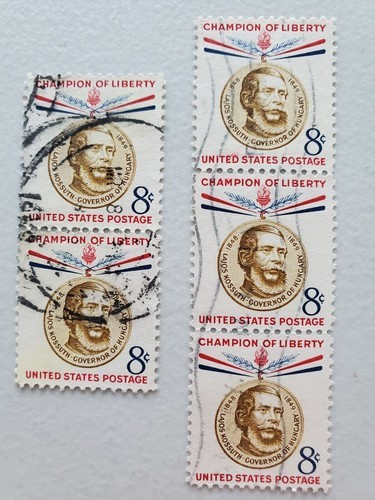 CHAMPION OF LIBERTY
LAJOS KOSSUTH·GOVERNOR OF HUNGARY
1849
8¢
UNITED STATES POSTAGE
CHAMPION OF LIBERTY
LAJOS KOSSUTH·GOVERNOR OF HUNGARY
8¢
UNITED STATES POSTAGE
CHAMPION OF LIBERTY
1848 1849
LAJOS KOSSUTH·GOVERNOR OF HUNGARY
8¢
UNITED STATES POSTAGE
CHAMPION OF LIBERTY
1848 1849
LAJOS KOSSUTH·GOVERNOR OF HUNGARY
8¢
UNITED STATES POSTAGE
CHAMPION OF LIBERTY
1848 1849
LAJOS KOSSUTH·GOVERNOR OF HUNGARY
8¢
UNITED STATES POSTAGE